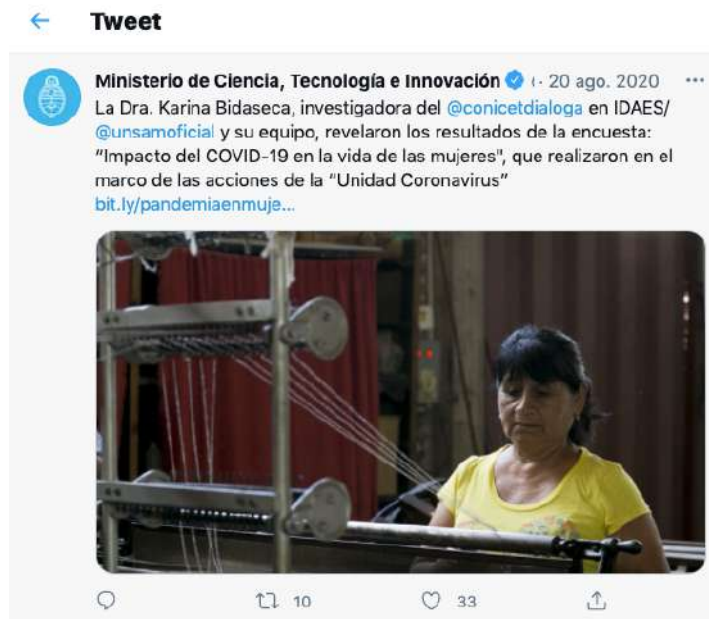 Tweet
Ministerio de Ciencia, Tecnología e Innovación · 20 ago. 2020
La Dra. Karina Bidaseca, investigadora del @conicetdialoga en IDAES/
@unsamoficial y su equipo, revelaron los resultados de la encuesta:
"Impacto del COVID-19 en la vida de las mujeres", que realizaron en el
marco de las acciones de la "Unidad Coronavirus"
bit.ly/pandemiaenmuje...
10 33